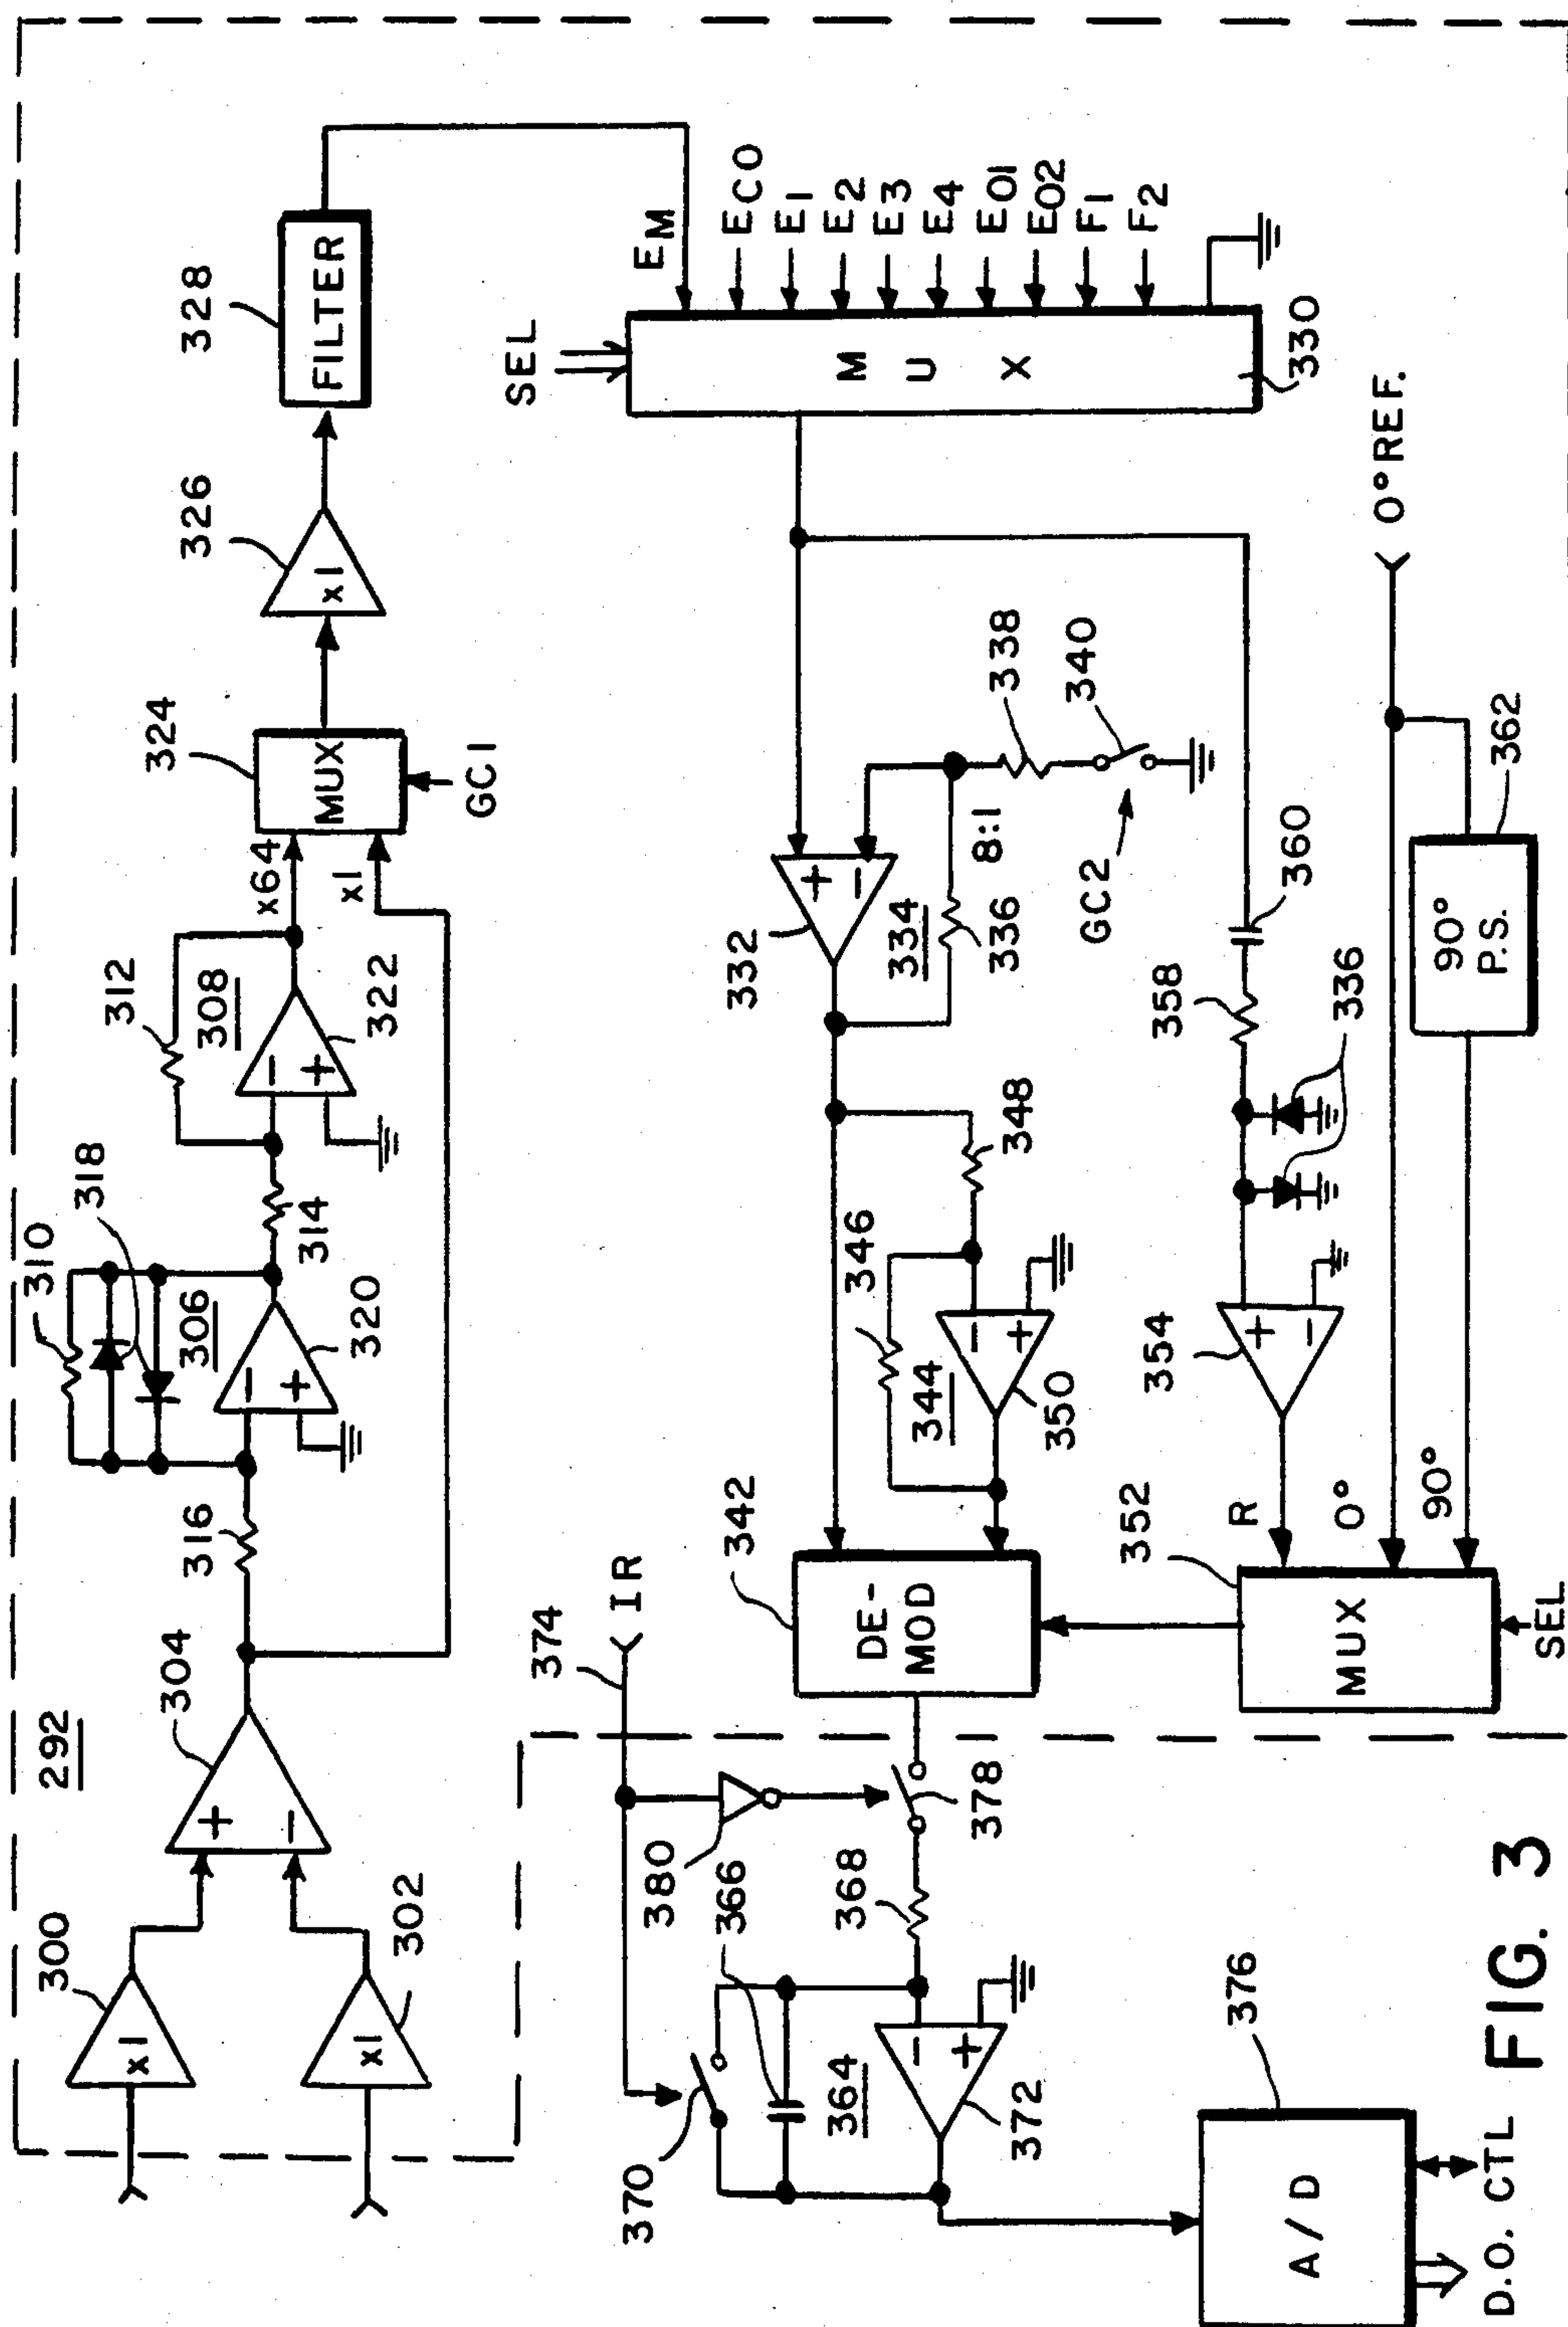 292
300
x1
302
x1
304
+
−
316
310
318
306
−
+
320
314
312
308
−
+
322
x64
x1
324
MUX
GC1
326
x1
328
FILTER
EM
SEL
ECO
E1
E2
E3
E4
EO1
EO2
F1
F2
MUX
330
332
+
−
334
8:1
336
338
340
GC2
342
DE-
MOD
344
346
348
−
+
350
352
MUX
SEL
R
0°
90°
354
+
−
336
358
360
0° REF.
362
90°
P.S.
374
IR
380
378
368
366
370
364
−
+
372
376
A/D
D.O.
CTL
FIG. 3